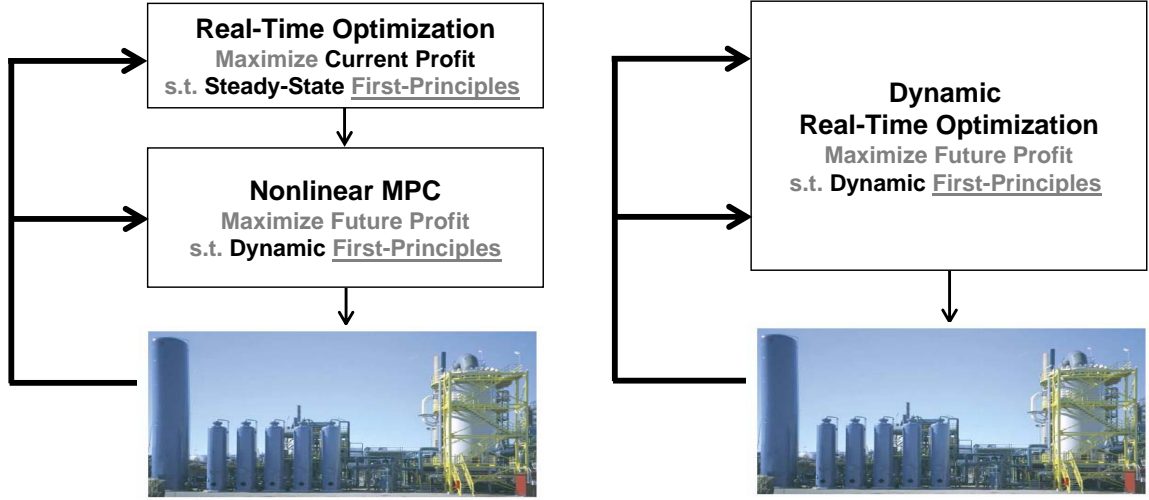 Real-Time Optimization
Maximize Current Profit
s.t. Steady-State First-Principles
Nonlinear MPC
Maximize Future Profit
s.t. Dynamic First-Principles
Dynamic
Real-Time Optimization
Maximize Future Profit
s.t. Dynamic First-Principles